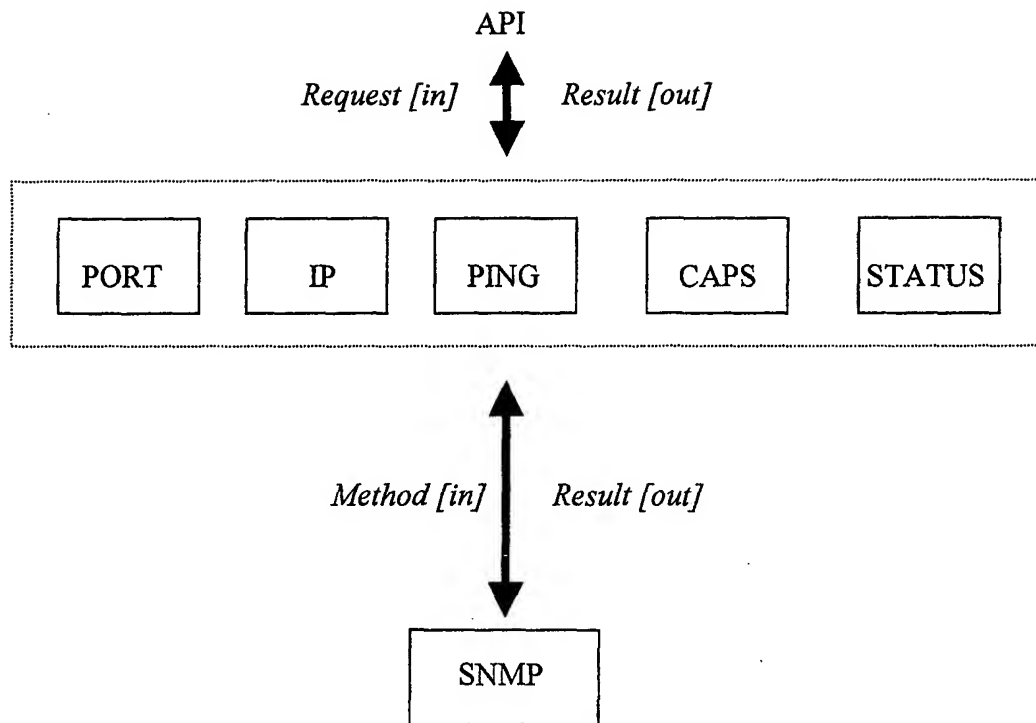 API
Request [in] Result [out]
PORT IP PING CAPS STATUS
Method [in] Result [out]
SNMP